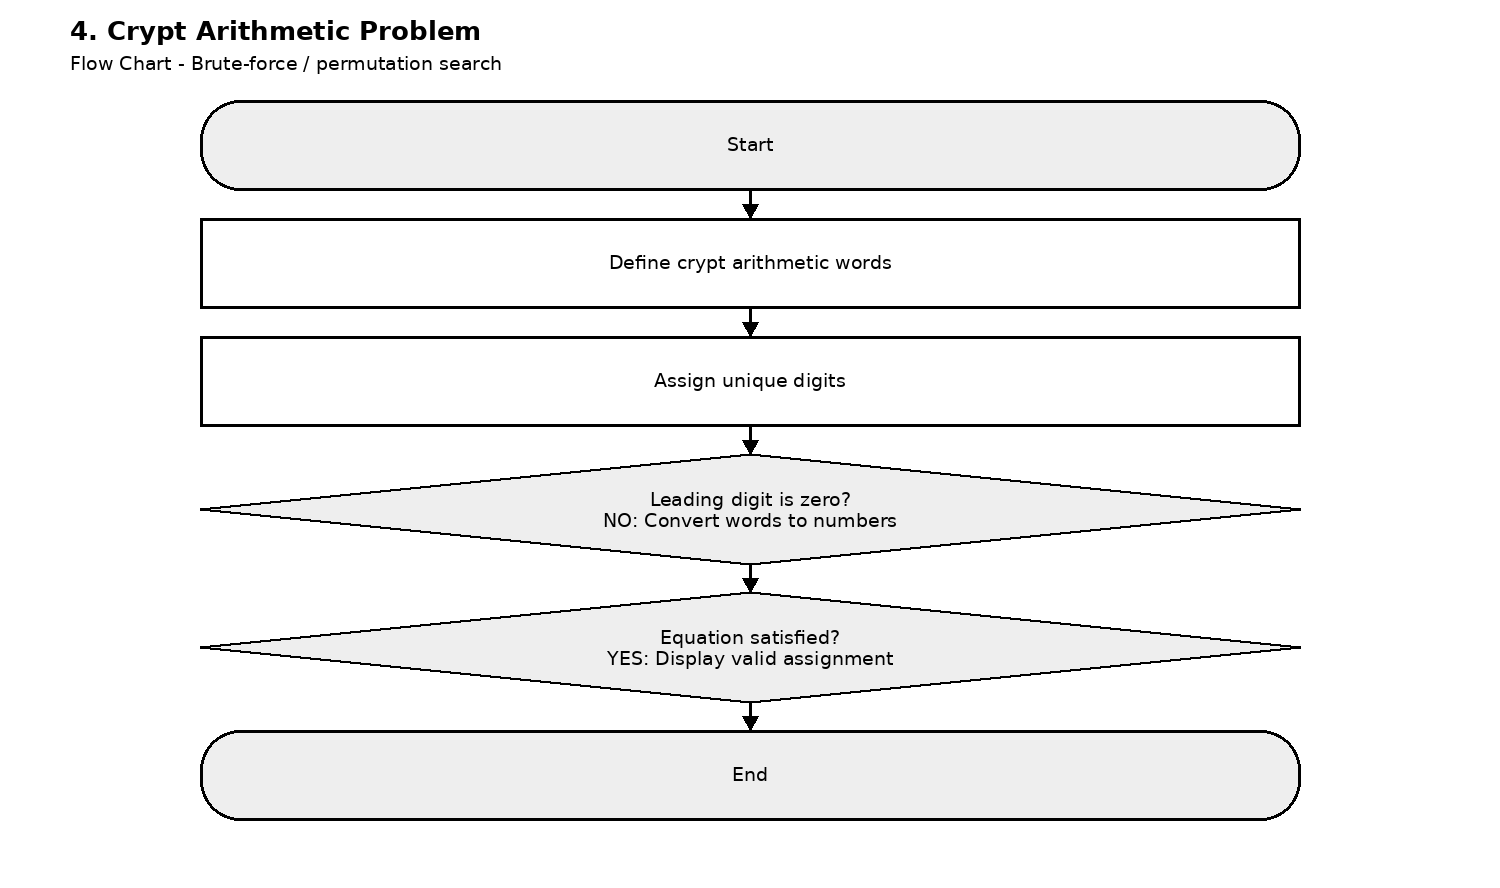 4. Crypt Arithmetic Problem
Flow Chart - Brute-force / permutation search
Start
Define crypt arithmetic words
Assign unique digits
Leading digit is zero?
NO: Convert words to numbers
Equation satisfied?
YES: Display valid assignment
End